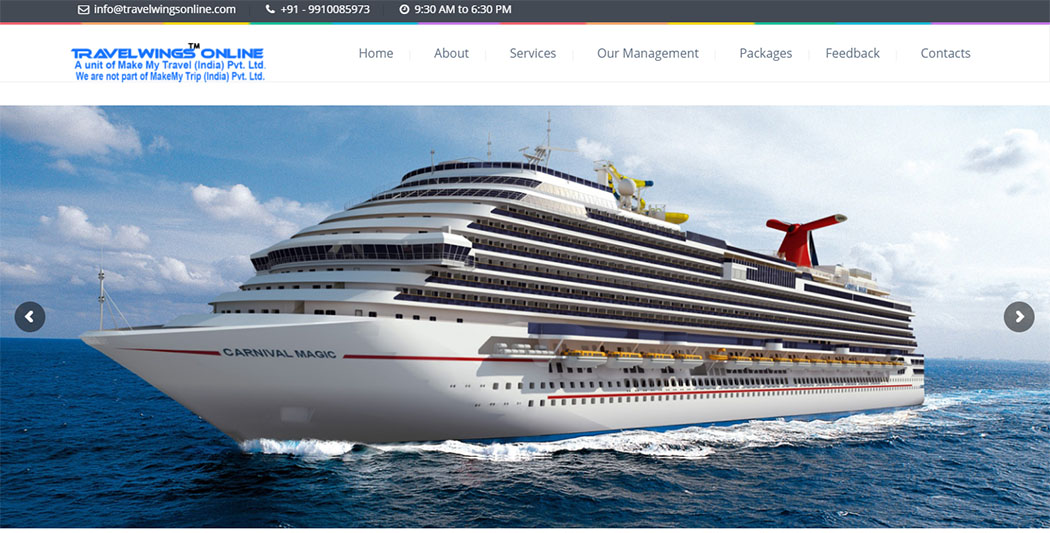 info@travelwingsonline.com +91 - 9910085973 9:30 AM to 6:30 PM
TRAVELWINGS ONLINE™
A unit of Make My Travel (India) Pvt. Ltd.
We are not part of MakeMy Trip (India) Pvt. Ltd.
Home About Services Our Management Packages Feedback Contacts
CARNIVAL MAGIC